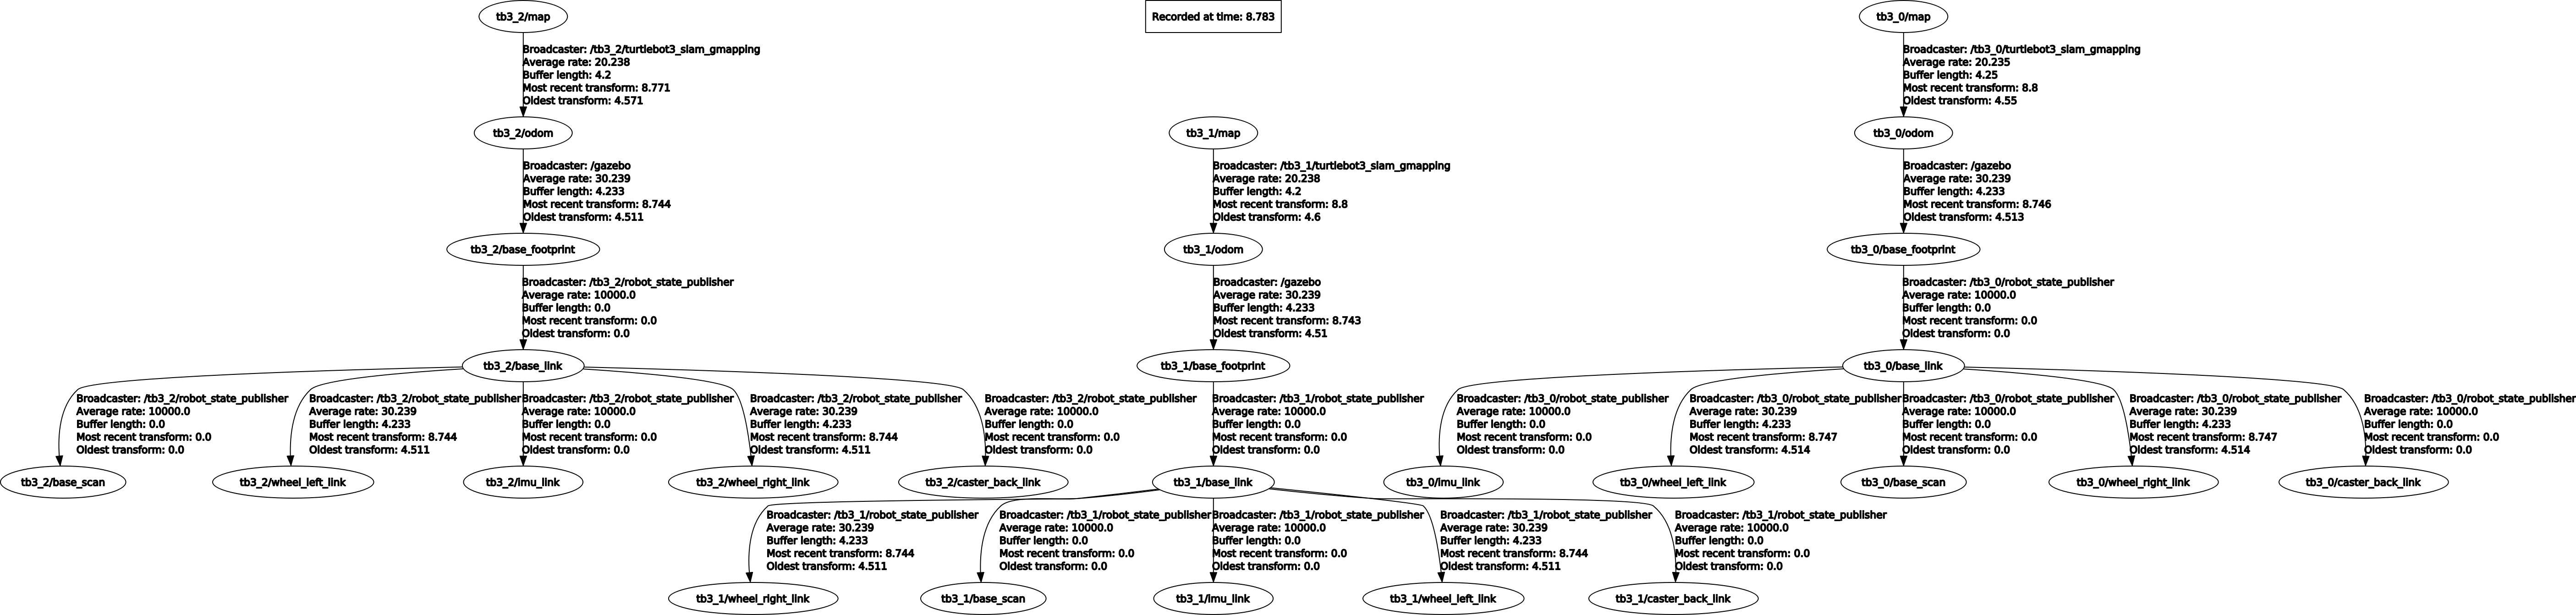 tb3_2/map
Recorded at time: 8.783
tb3_0/map
Broadcaster: /tb3_2/turtlebot3_slam_gmapping
Average rate: 20.238
Buffer length: 4.2
Most recent transform: 8.771
Oldest transform: 4.571
Broadcaster: /tb3_0/turtlebot3_slam_gmapping
Average rate: 20.235
Buffer length: 4.25
Most recent transform: 8.8
Oldest transform: 4.55
tb3_2/odom
tb3_1/map
tb3_0/odom
Broadcaster: /gazebo
Average rate: 30.239
Buffer length: 4.233
Most recent transform: 8.744
Oldest transform: 4.511
Broadcaster: /tb3_1/turtlebot3_slam_gmapping
Average rate: 20.238
Buffer length: 4.2
Most recent transform: 8.8
Oldest transform: 4.6
Broadcaster: /gazebo
Average rate: 30.239
Buffer length: 4.233
Most recent transform: 8.746
Oldest transform: 4.513
tb3_2/base_footprint
tb3_1/odom
tb3_0/base_footprint
Broadcaster: /tb3_2/robot_state_publisher
Average rate: 10000.0
Buffer length: 0.0
Most recent transform: 0.0
Oldest transform: 0.0
Broadcaster: /gazebo
Average rate: 30.239
Buffer length: 4.233
Most recent transform: 8.743
Oldest transform: 4.51
Broadcaster: /tb3_0/robot_state_publisher
Average rate: 10000.0
Buffer length: 0.0
Most recent transform: 0.0
Oldest transform: 0.0
tb3_2/base_link
tb3_1/base_footprint
tb3_0/base_link
Broadcaster: /tb3_2/robot_state_publisher
Average rate: 10000.0
Buffer length: 0.0
Most recent transform: 0.0
Oldest transform: 0.0
Broadcaster: /tb3_2/robot_state_publisher
Average rate: 30.239
Buffer length: 4.233
Most recent transform: 8.744
Oldest transform: 4.511
Broadcaster: /tb3_2/robot_state_publisher
Average rate: 10000.0
Buffer length: 0.0
Most recent transform: 0.0
Oldest transform: 0.0
Broadcaster: /tb3_2/robot_state_publisher
Average rate: 30.239
Buffer length: 4.233
Most recent transform: 8.744
Oldest transform: 4.511
Broadcaster: /tb3_2/robot_state_publisher
Average rate: 10000.0
Buffer length: 0.0
Most recent transform: 0.0
Oldest transform: 0.0
Broadcaster: /tb3_1/robot_state_publisher
Average rate: 10000.0
Buffer length: 0.0
Most recent transform: 0.0
Oldest transform: 0.0
Broadcaster: /tb3_0/robot_state_publisher
Average rate: 10000.0
Buffer length: 0.0
Most recent transform: 0.0
Oldest transform: 0.0
Broadcaster: /tb3_0/robot_state_publisher
Average rate: 30.239
Buffer length: 4.233
Most recent transform: 8.747
Oldest transform: 4.514
Broadcaster: /tb3_0/robot_state_publisher
Average rate: 10000.0
Buffer length: 0.0
Most recent transform: 0.0
Oldest transform: 0.0
Broadcaster: /tb3_0/robot_state_publisher
Average rate: 30.239
Buffer length: 4.233
Most recent transform: 8.747
Oldest transform: 4.514
Broadcaster: /tb3_0/robot_state_publisher
Average rate: 10000.0
Buffer length: 0.0
Most recent transform: 0.0
Oldest transform: 0.0
tb3_2/base_scan
tb3_2/wheel_left_link
tb3_2/imu_link
tb3_2/wheel_right_link
tb3_2/caster_back_link
tb3_1/base_link
tb3_0/imu_link
tb3_0/wheel_left_link
tb3_0/base_scan
tb3_0/wheel_right_link
tb3_0/caster_back_link
Broadcaster: /tb3_1/robot_state_publisher
Average rate: 30.239
Buffer length: 4.233
Most recent transform: 8.744
Oldest transform: 4.511
Broadcaster: /tb3_1/robot_state_publisher
Average rate: 10000.0
Buffer length: 0.0
Most recent transform: 0.0
Oldest transform: 0.0
Broadcaster: /tb3_1/robot_state_publisher
Average rate: 10000.0
Buffer length: 0.0
Most recent transform: 0.0
Oldest transform: 0.0
Broadcaster: /tb3_1/robot_state_publisher
Average rate: 30.239
Buffer length: 4.233
Most recent transform: 8.744
Oldest transform: 4.511
Broadcaster: /tb3_1/robot_state_publisher
Average rate: 10000.0
Buffer length: 0.0
Most recent transform: 0.0
Oldest transform: 0.0
tb3_1/wheel_right_link
tb3_1/base_scan
tb3_1/imu_link
tb3_1/wheel_left_link
tb3_1/caster_back_link